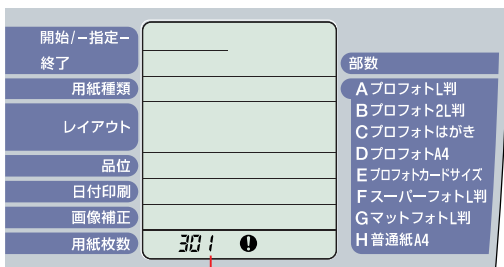 開始/−指定−
終了
用紙種類
レイアウト
品位
日付印刷
画像補正
用紙枚数
301
部数
AプロフォトL判
Bプロフォト2L判
Cプロフォトはがき
DプロフォトA4
Eプロフォトカードサイズ
FスーパーフォトL判
GマットフォトL判
H普通紙A4